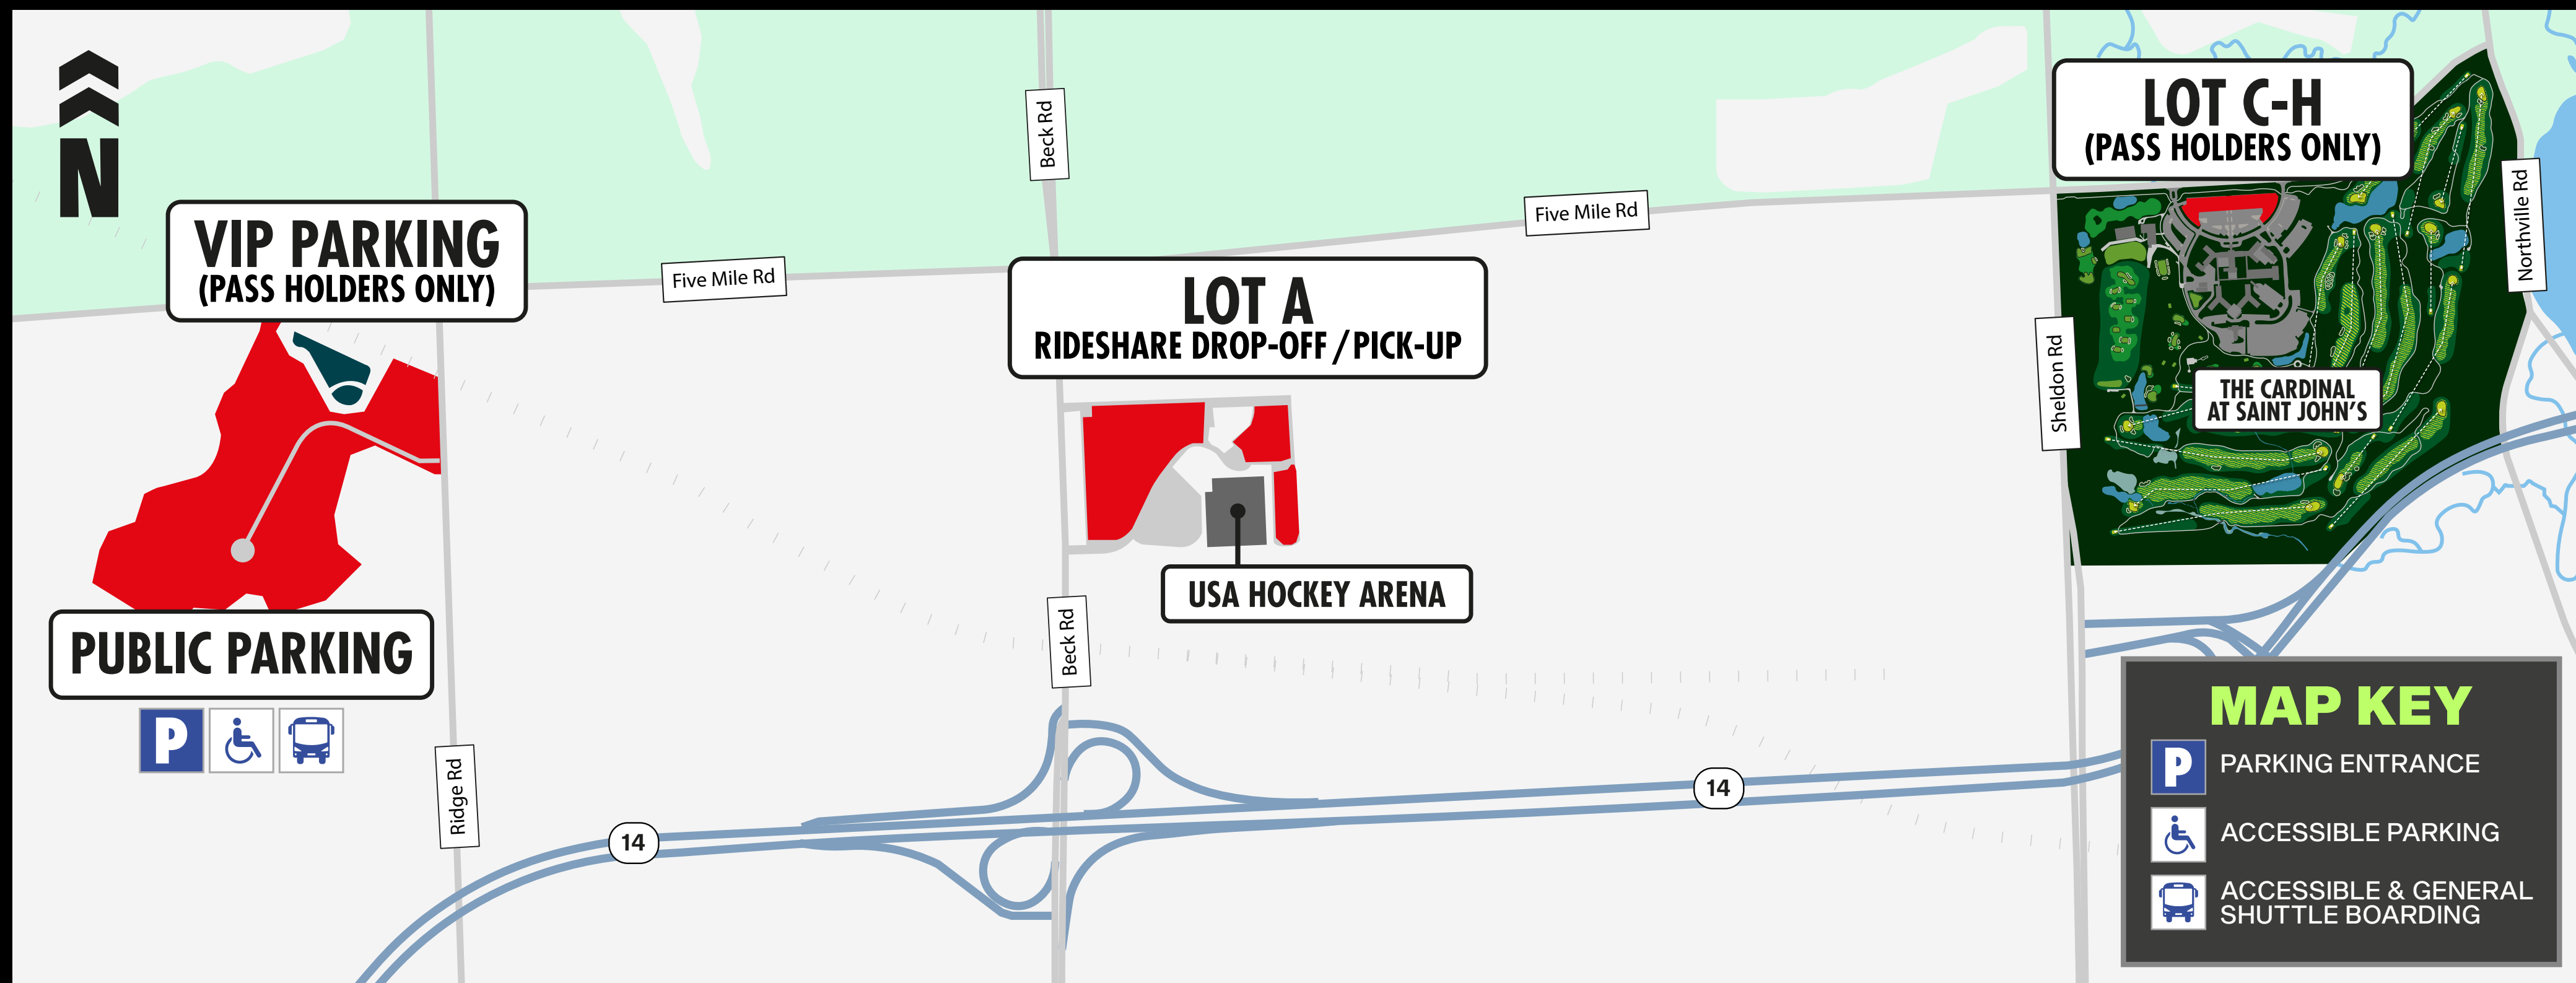 N
VIP PARKING
(PASS HOLDERS ONLY)
PUBLIC PARKING
P
Ridge Rd
Five Mile Rd
14
Beck Rd
LOT A
RIDESHARE DROP-OFF / PICK-UP
USA HOCKEY ARENA
Beck Rd
Five Mile Rd
14
LOT C-H
(PASS HOLDERS ONLY)
Sheldon Rd
Northville Rd
THE CARDINAL
AT SAINT JOHN'S
MAP KEY
P PARKING ENTRANCE
ACCESSIBLE PARKING
ACCESSIBLE & GENERAL
SHUTTLE BOARDING